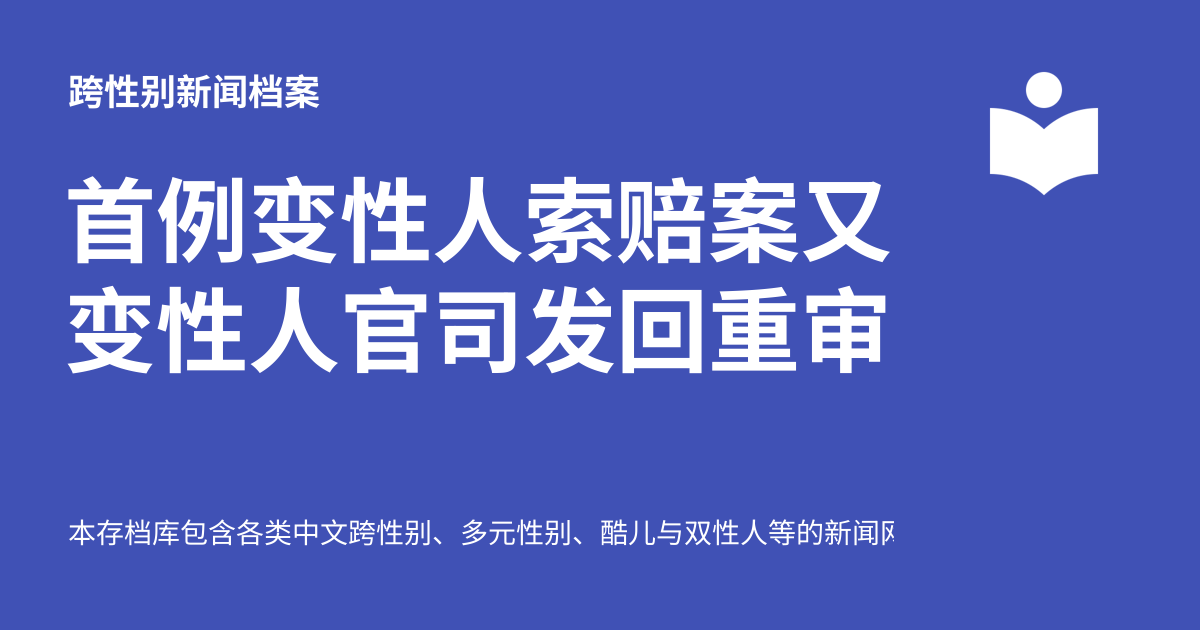 跨性别新闻档案
首例变性人索赔案又
变性人官司发回重审
本存档库包含各类中文跨性别、多元性别、酷儿与双性人等的新闻